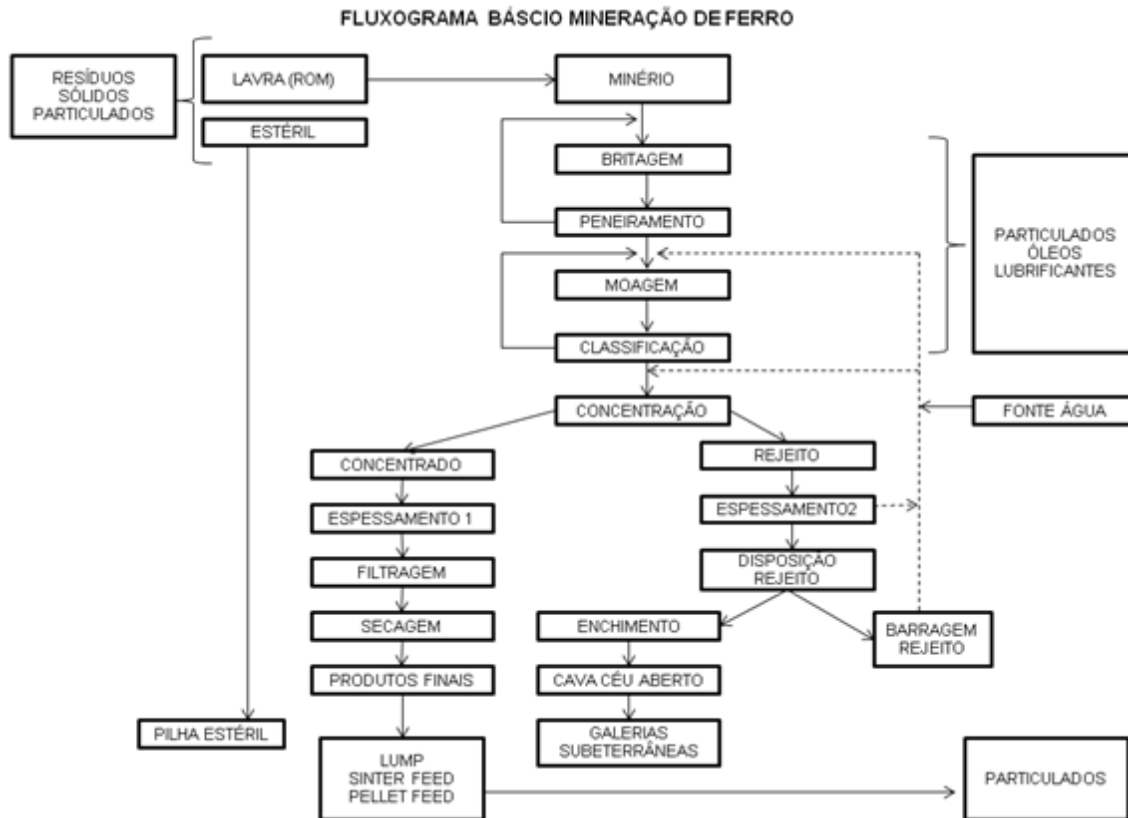 FLUXOGRAMA BÁSCIO MINERAÇÃO DE FERRO
RESÍDUOS
SÓLIDOS
PARTICULADOS
LAVRA (ROM)
MINÉRIO
ESTÉRIL
BRITAGEM
PENEIRAMENTO
PARTICULADOS
ÓLEOS
LUBRIFICANTES
MOAGEM
CLASSIFICAÇÃO
CONCENTRAÇÃO
FONTE ÁGUA
CONCENTRADO
REJEITO
ESPESSAMENTO 1
ESPESSAMENTO2
FILTRAGEM
DISPOSIÇÃO
REJEITO
SECAGEM
ENCHIMENTO
BARRAGEM
REJEITO
PRODUTOS FINAIS
CAVA CÉU ABERTO
PILHA ESTÉRIL
GALERIAS
SUBETERRÂNEAS
LUMP
SINTER FEED
PELLET FEED
PARTICULADOS